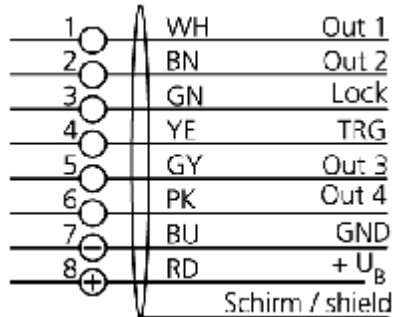 1 WH Out 1
2 BN Out 2
3 GN Lock
4 YE TRG
5 GY Out 3
6 PK Out 4
7 BU GND
8 RD + U_B
Schirm / shield